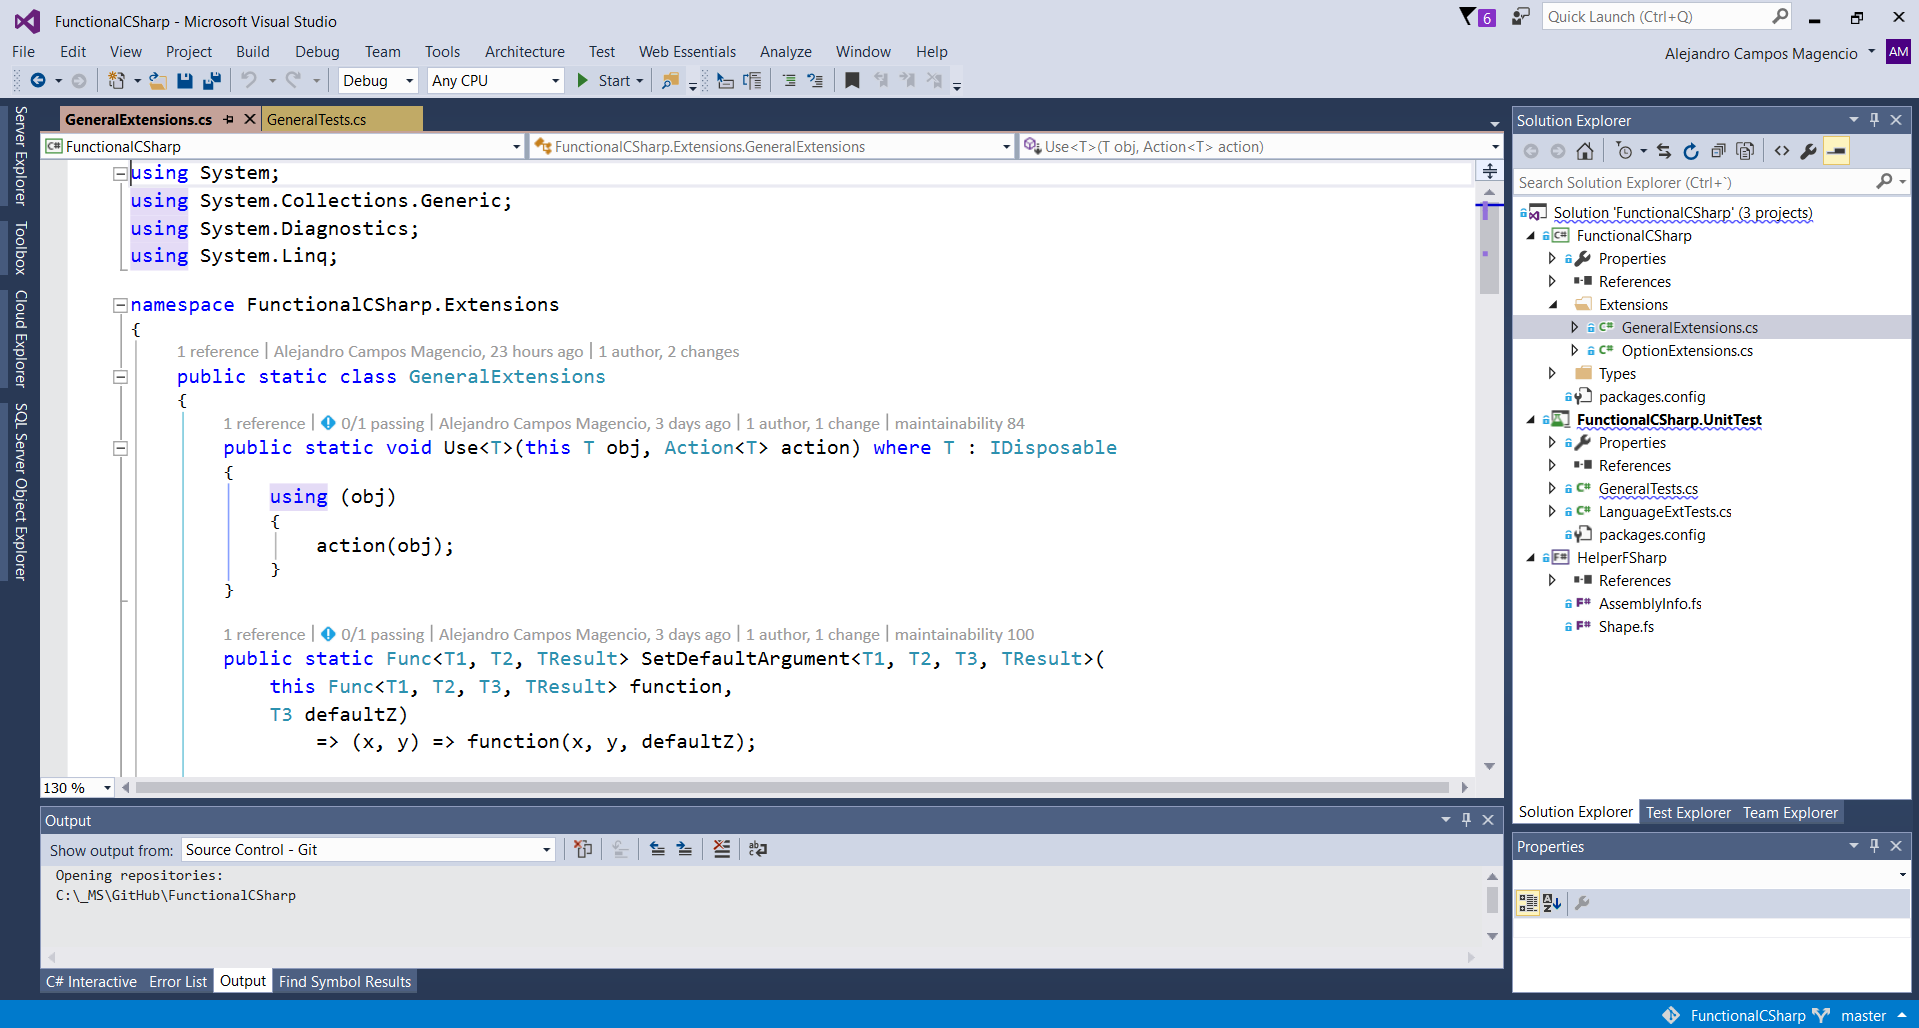 FunctionalCSharp - Microsoft Visual Studio
6
Quick Launch (Ctrl+Q)
File Edit View Project Build Debug Team Tools Architecture Test Web Essentials Analyze Window Help
Alejandro Campos Magencio AM
Debug Any CPU Start
Server Explorer
Toolbox
Cloud Explorer
SQL Server Object Explorer
GeneralExtensions.cs GeneralTests.cs
C# FunctionalCSharp FunctionalCSharp.Extensions.GeneralExtensions Use<T>(T obj, Action<T> action)
using System;
using System.Collections.Generic;
using System.Diagnostics;
using System.Linq;
namespace FunctionalCSharp.Extensions
{
1 reference | Alejandro Campos Magencio, 23 hours ago | 1 author, 2 changes
public static class GeneralExtensions
{
1 reference | 0/1 passing | Alejandro Campos Magencio, 3 days ago | 1 author, 1 change | maintainability 84
public static void Use<T>(this T obj, Action<T> action) where T : IDisposable
{
using (obj)
{
action(obj);
}
}
1 reference | 0/1 passing | Alejandro Campos Magencio, 3 days ago | 1 author, 1 change | maintainability 100
public static Func<T1, T2, TResult> SetDefaultArgument<T1, T2, T3, TResult>(
this Func<T1, T2, T3, TResult> function,
T3 defaultZ)
=> (x, y) => function(x, y, defaultZ);
130 %
Output
Show output from: Source Control - Git
Opening repositories:
C:\_MS\GitHub\FunctionalCSharp
C# Interactive Error List Output Find Symbol Results
Solution Explorer
Search Solution Explorer (Ctrl+`)
Solution 'FunctionalCSharp' (3 projects)
C# FunctionalCSharp
Properties
References
Extensions
C# GeneralExtensions.cs
C# OptionExtensions.cs
Types
packages.config
FunctionalCSharp.UnitTest
Properties
References
C# GeneralTests.cs
C# LanguageExtTests.cs
packages.config
F# HelperFSharp
References
F# AssemblyInfo.fs
F# Shape.fs
Solution Explorer Test Explorer Team Explorer
Properties
FunctionalCSharp master